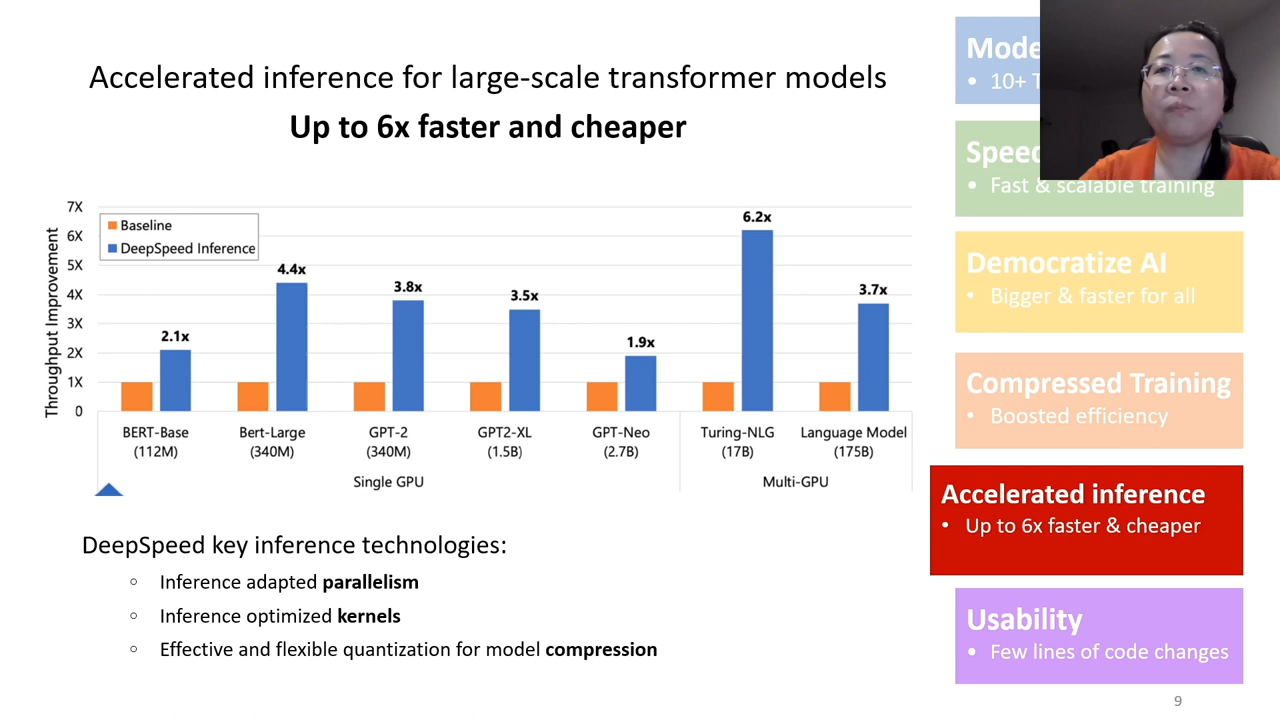 Accelerated inference for large-scale transformer models
Up to 6x faster and cheaper
Throughput Improvement
7X
6X
5X
4X
3X
2X
1X
0
Baseline
DeepSpeed Inference
2.1x
4.4x
3.8x
3.5x
1.9x
6.2x
3.7x
BERT-Base
(112M)
Bert-Large
(340M)
GPT-2
(340M)
GPT2-XL
(1.5B)
GPT-Neo
(2.7B)
Turing-NLG
(17B)
Language Model
(175B)
Single GPU
Multi-GPU
DeepSpeed key inference technologies:
○ Inference adapted parallelism
○ Inference optimized kernels
○ Effective and flexible quantization for model compression
• 10+
• Fast & scalable training
Democratize AI
• Bigger & faster for all
Compressed Training
• Boosted efficiency
Accelerated inference
• Up to 6x faster & cheaper
Usability
• Few lines of code changes
9